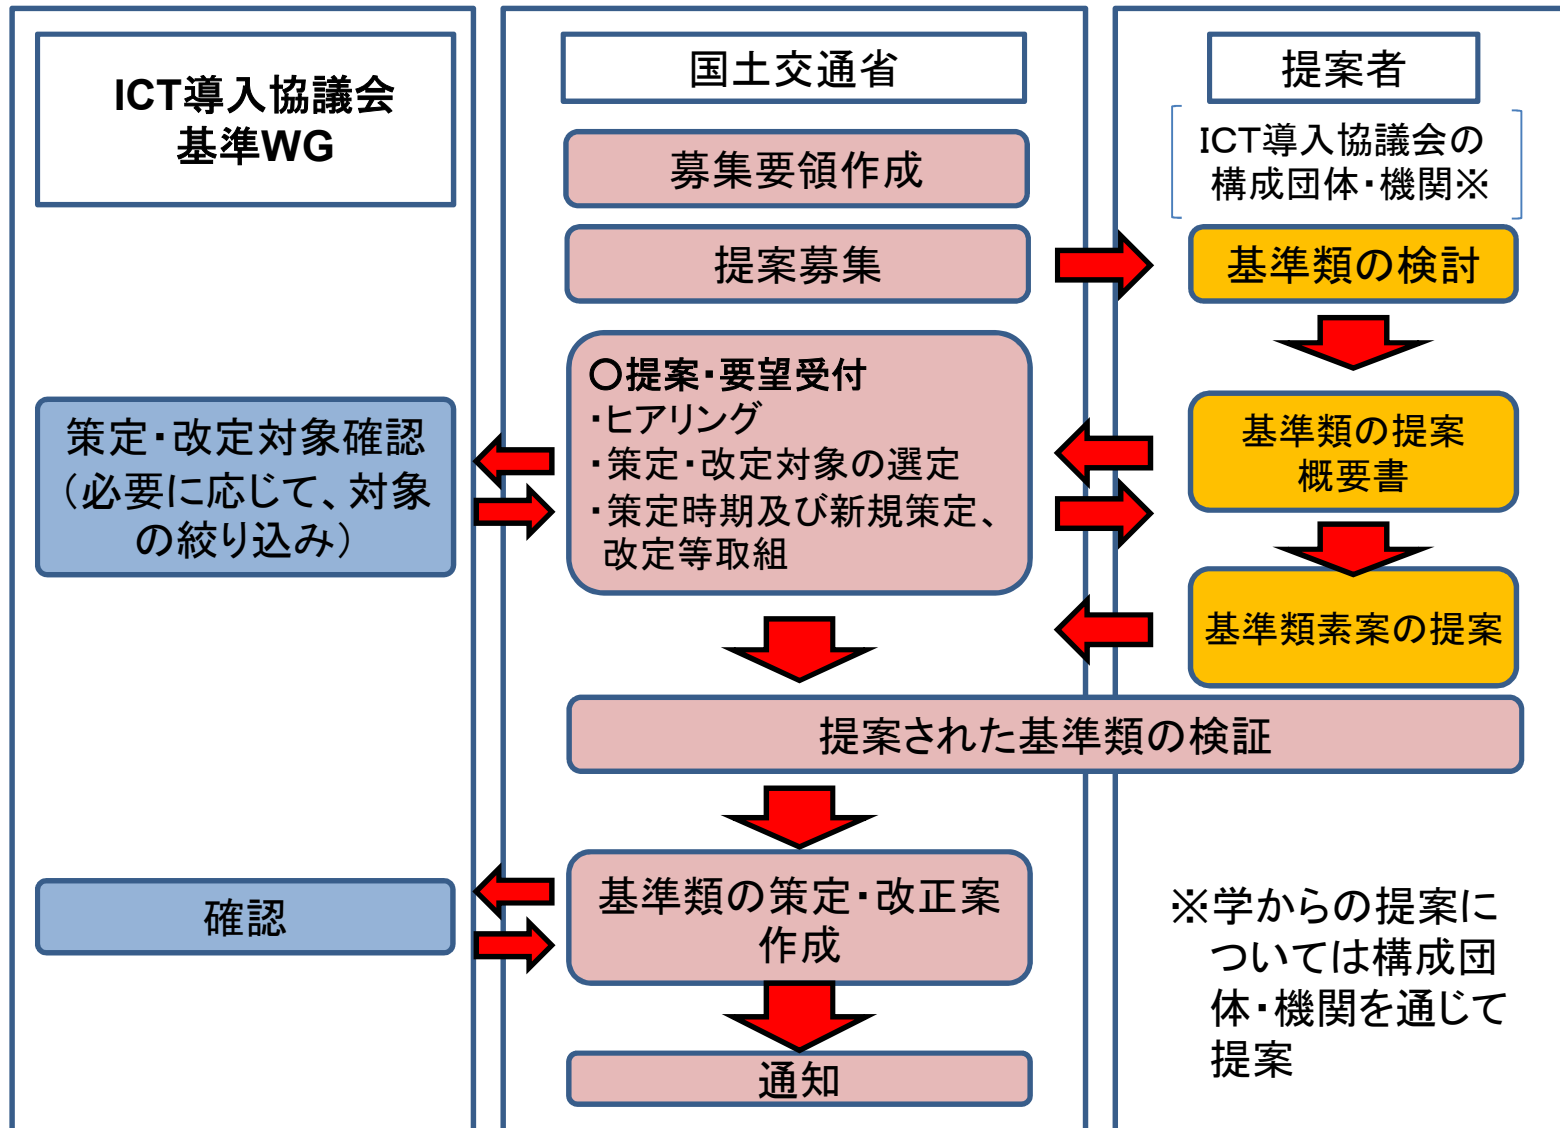 ICT導入協議会
基準WG
策定・改定対象確認
（必要に応じて、対象
の絞り込み）
確認
国土交通省
募集要領作成
提案募集
〇提案・要望受付
・ヒアリング
・策定・改定対象の選定
・策定時期及び新規策定、
改定等取組
提案された基準類の検証
基準類の策定・改正案
作成
通知
提案者
ICT導入協議会の
構成団体・機関※
基準類の検討
基準類の提案
概要書
基準類素案の提案
※学からの提案に
ついては構成団
体・機関を通じて
提案